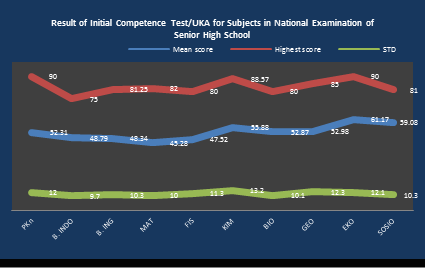 Result of Initial Competence Test/UKA for Subjects in National Examination of
Senior High School
Mean score Highest score STD
90 75 81.25 82 80 88.57 80 85 90 81
52.31 48.79 48.34 45.28 47.52 55.88 52.87 52.98 61.17 59.08
12 9.7 10.3 10 11.3 13.2 10.1 12.3 12.1 10.3
PKn B. INDO B. ING MAT FIS KIM BIO GEO EKO SOSIO